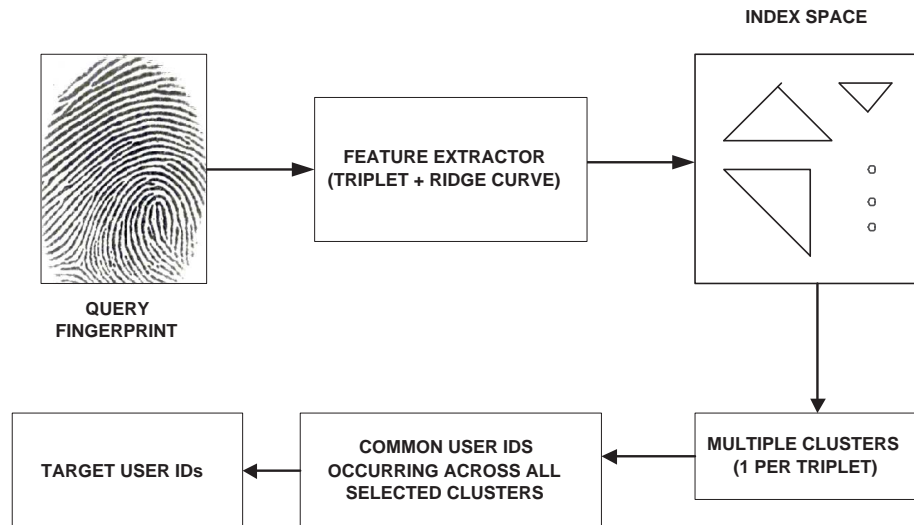 INDEX SPACE
FEATURE EXTRACTOR
(TRIPLET + RIDGE CURVE)
QUERY
FINGERPRINT
MULTIPLE CLUSTERS
(1 PER TRIPLET)
COMMON USER IDS
OCCURRING ACROSS ALL
SELECTED CLUSTERS
TARGET USER IDs